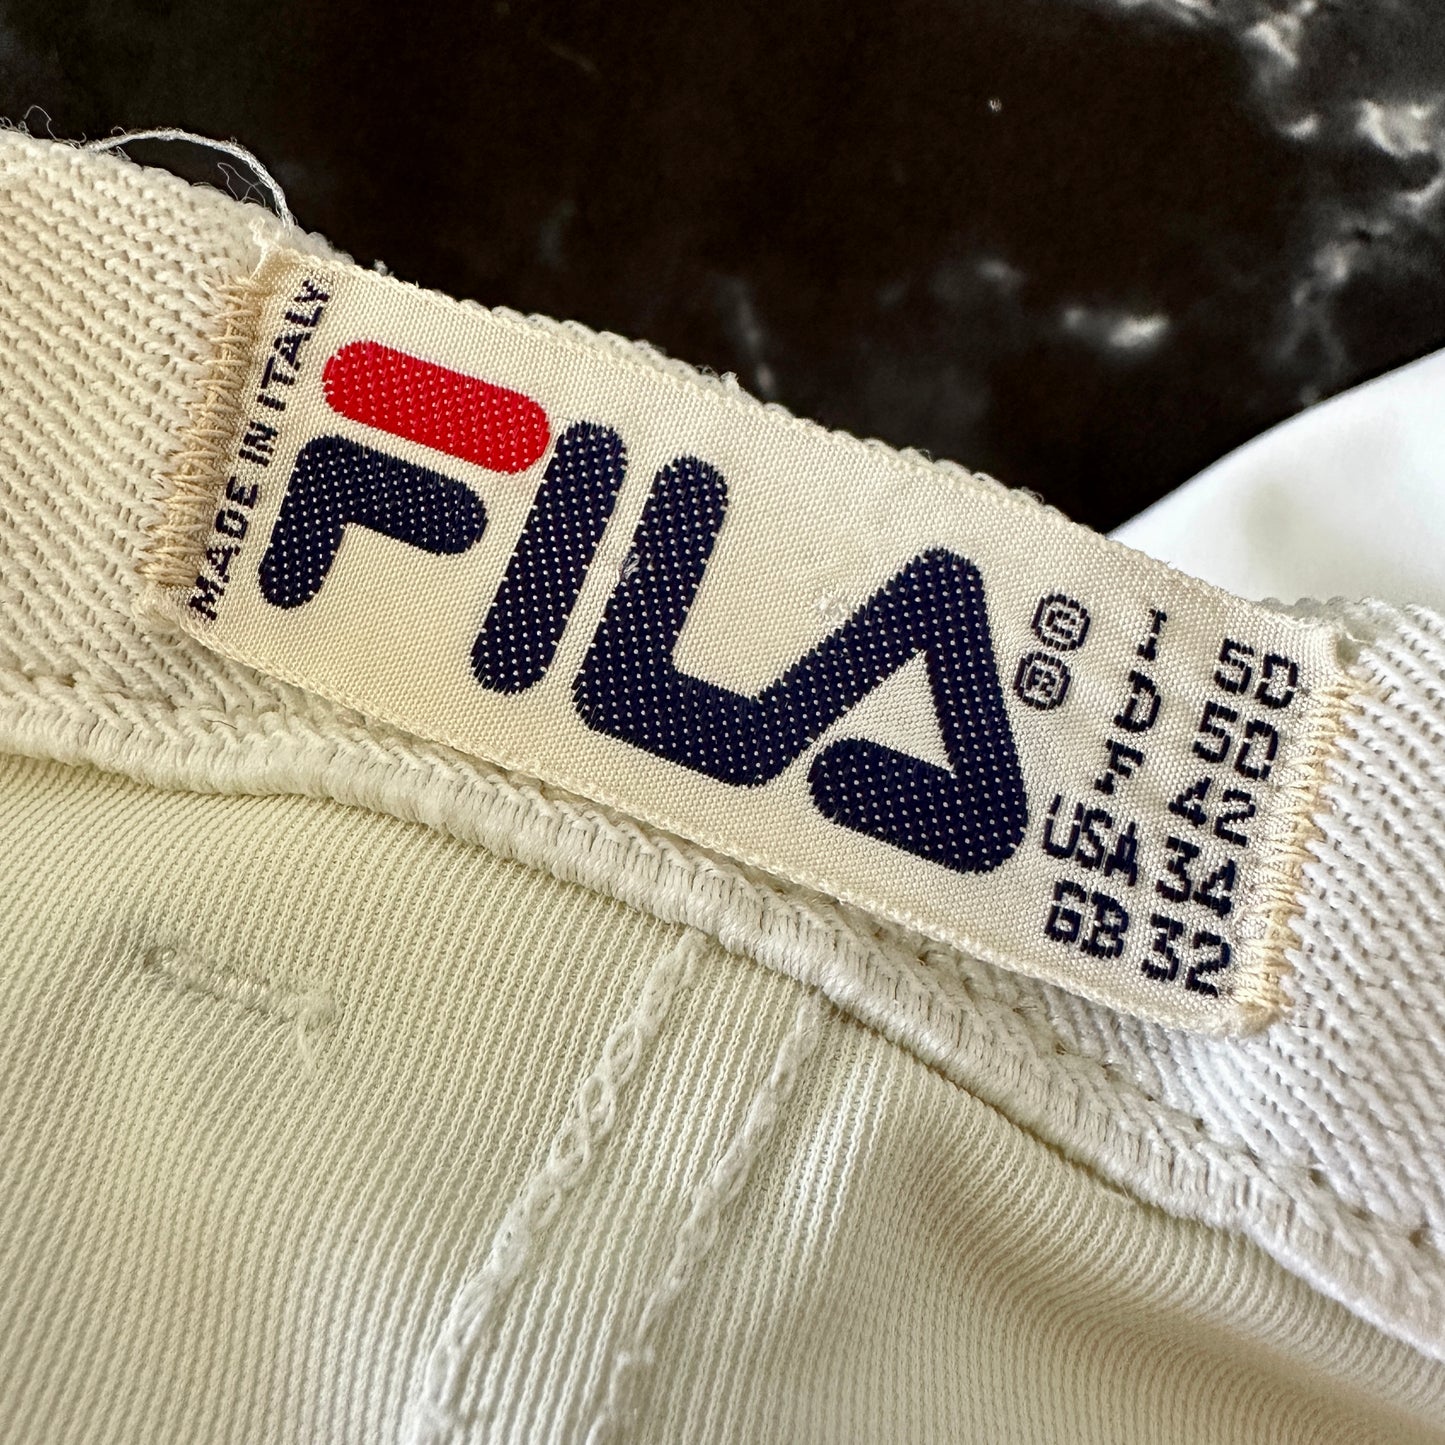 MADE IN ITALY
FILA
© I 50
® D 50
F 42
USA 34
GB 32